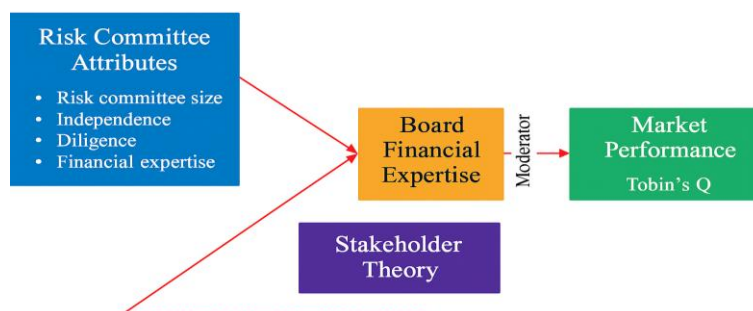 Risk Committee
Attributes
• Risk committee size
• Independence
• Diligence
• Financial expertise
Board
Financial
Expertise
Moderator
Market
Performance
Tobin's Q
Stakeholder
Theory